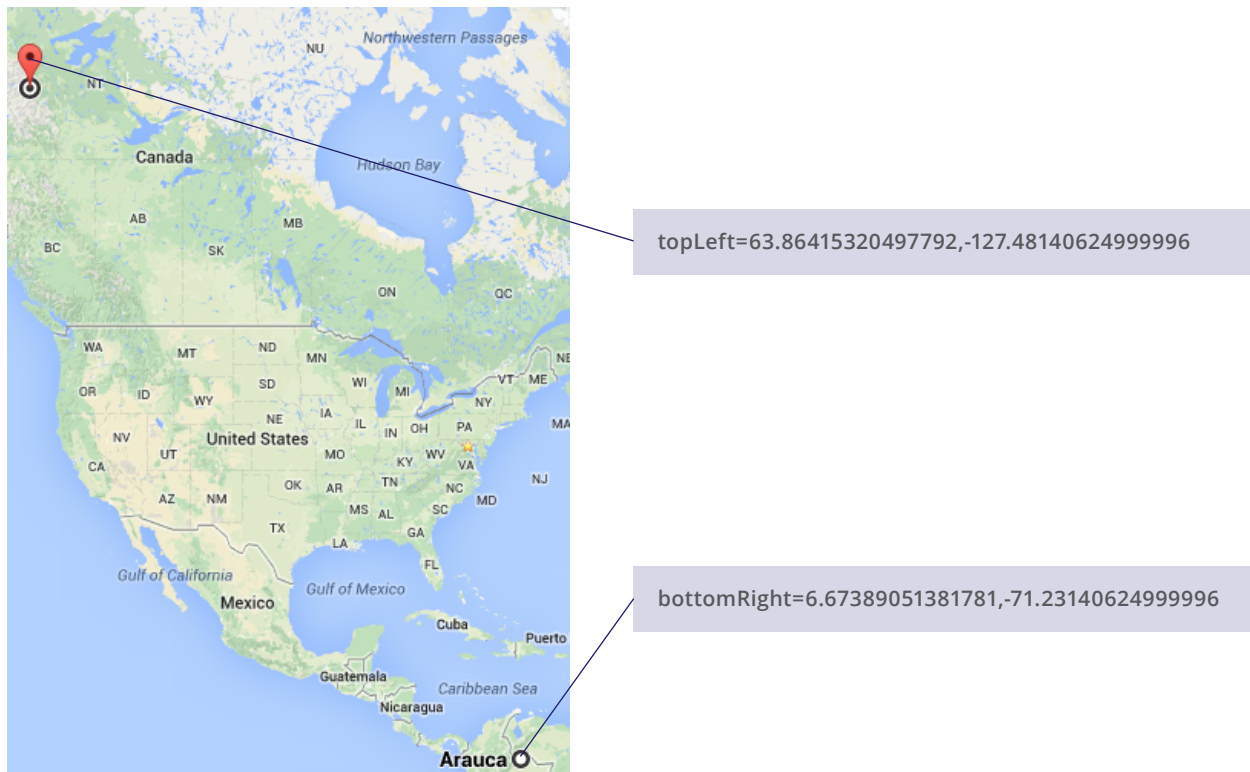 NU
Northwestern Passages
NT
Canada
Hudson Bay
AB
MB
topLeft=63.86415320497792,-127.48140624999996
BC
SK
ON
QC
WA
MT
ND
MN
NE
VT
ME
OR
ID
WY
SD
WI
MI
NY
NE
IA
IL
IN
OH
PA
MA
NV
United States
UT
MO
KY
WV
VA
CA
AZ
NM
OK
AR
TN
NC
NJ
MD
TX
MS
AL
SC
GA
LA
FL
Gulf of California
Gulf of Mexico
Mexico
bottomRight=6.67389051381781,-71.23140624999996
Cuba
Puerto
Guatemala
Caribbean Sea
Nicaragua
Arauca